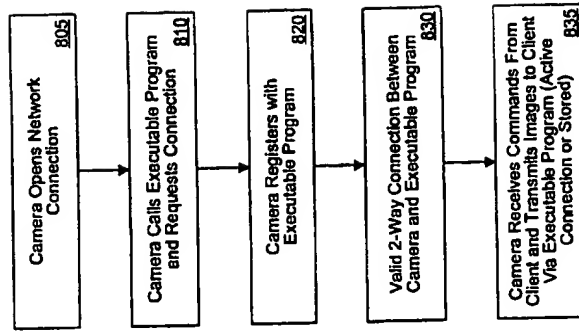 Camera Opens Network
Connection
805
Camera Calls Executable Program
and Requests Connection
810
Camera Registers with
Executable Program
820
Valid 2-Way Connection Between
Camera and Executable Program
830
Camera Receives Commands From
Client and Transmits Images to Client
Via Executable Program (Active
Connection or Stored)
835